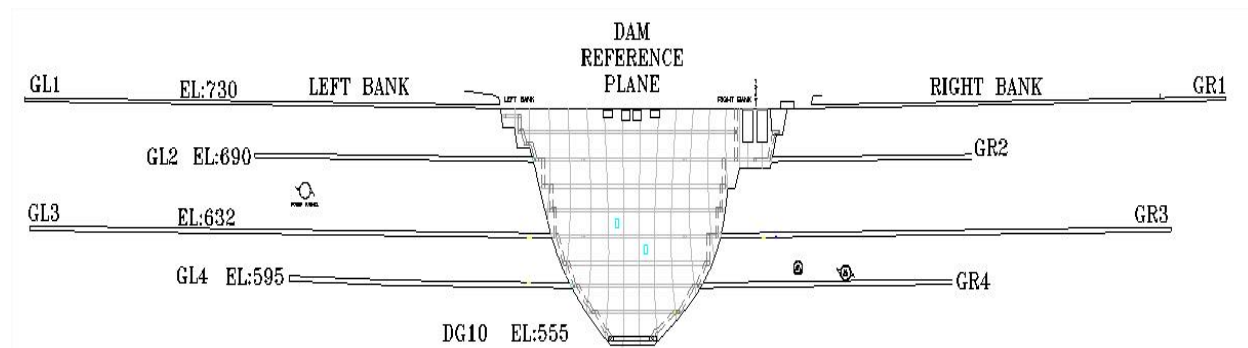 DAM
REFERENCE
PLANE
GL1 EL:730 LEFT BANK RIGHT BANK GR1
LEFT BANK RIGHT BANK
GL2 EL:690 GR2
GL3 EL:632 GR3
GL4 EL:595 GR4
DG10 EL:555